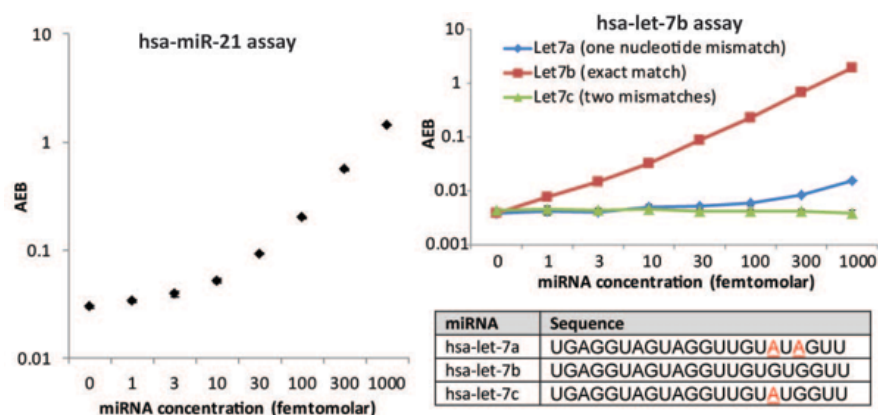 hsa-miR-21 assay
10
1
0.1
0.01
AEB
0 1 3 10 30 100 300 1000
miRNA concentration (femtomolar)
hsa-let-7b assay
Let7a (one nucleotide mismatch)
Let7b (exact match)
Let7c (two mismatches)
10
1
0.1
0.01
0.001
AEB
0 1 3 10 30 100 300 1000
miRNA concentration (femtomolar)
miRNA Sequence
hsa-let-7a UGAGGUAGUAGGUUGUAUAGUU
hsa-let-7b UGAGGUAGUAGGUUGUGUGGUU
hsa-let-7c UGAGGUAGUAGGUUGUAUGGUU